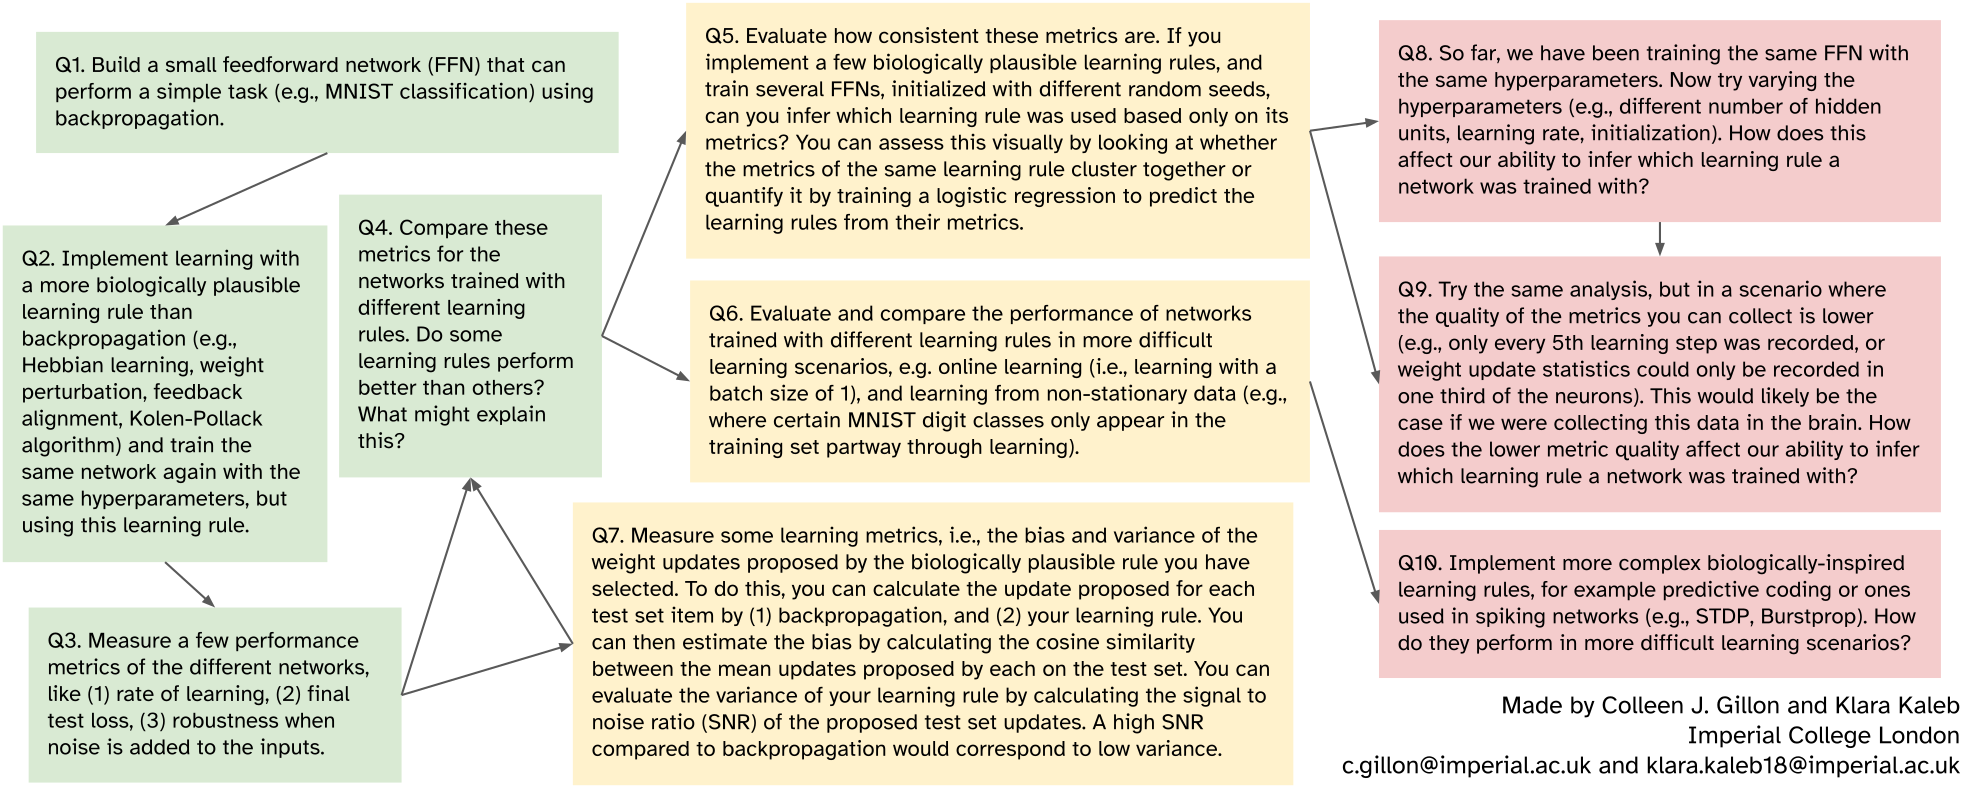 Q1. Build a small feedforward network (FFN) that can
perform a simple task (e.g., MNIST classification) using
backpropagation.
Q2. Implement learning with
a more biologically plausible
learning rule than
backpropagation (e.g.,
Hebbian learning, weight
perturbation, feedback
alignment, Kolen-Pollack
algorithm) and train the
same network again with the
same hyperparameters, but
using this learning rule.
Q3. Measure a few performance
metrics of the different networks,
like (1) rate of learning, (2) final
test loss, (3) robustness when
noise is added to the inputs.
Q4. Compare these
metrics for the
networks trained with
different learning
rules. Do some
learning rules perform
better than others?
What might explain
this?
Q5. Evaluate how consistent these metrics are. If you
implement a few biologically plausible learning rules, and
train several FFNs, initialized with different random seeds,
can you infer which learning rule was used based only on its
metrics? You can assess this visually by looking at whether
the metrics of the same learning rule cluster together or
quantify it by training a logistic regression to predict the
learning rules from their metrics.
Q6. Evaluate and compare the performance of networks
trained with different learning rules in more difficult
learning scenarios, e.g. online learning (i.e., learning with a
batch size of 1), and learning from non-stationary data (e.g.,
where certain MNIST digit classes only appear in the
training set partway through learning).
Q7. Measure some learning metrics, i.e., the bias and variance of the
weight updates proposed by the biologically plausible rule you have
selected. To do this, you can calculate the update proposed for each
test set item by (1) backpropagation, and (2) your learning rule. You
can then estimate the bias by calculating the cosine similarity
between the mean updates proposed by each on the test set. You can
evaluate the variance of your learning rule by calculating the signal to
noise ratio (SNR) of the proposed test set updates. A high SNR
compared to backpropagation would correspond to low variance.
Q8. So far, we have been training the same FFN with
the same hyperparameters. Now try varying the
hyperparameters (e.g., different number of hidden
units, learning rate, initialization). How does this
affect our ability to infer which learning rule a
network was trained with?
Q9. Try the same analysis, but in a scenario where
the quality of the metrics you can collect is lower
(e.g., only every 5th learning step was recorded, or
weight update statistics could only be recorded in
one third of the neurons). This would likely be the
case if we were collecting this data in the brain. How
does the lower metric quality affect our ability to infer
which learning rule a network was trained with?
Q10. Implement more complex biologically-inspired
learning rules, for example predictive coding or ones
used in spiking networks (e.g., STDP, Burstprop). How
do they perform in more difficult learning scenarios?
Made by Colleen J. Gillon and Klara Kaleb
Imperial College London
c.gillon@imperial.ac.uk and klara.kaleb18@imperial.ac.uk